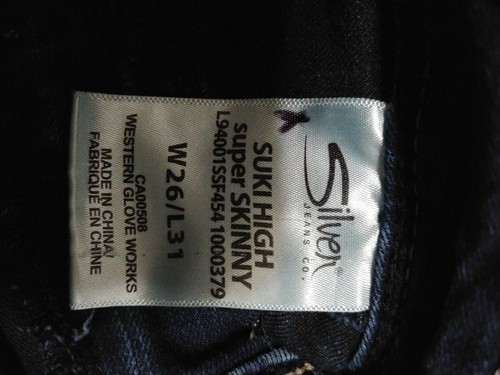 Silver®
JEANS CO.
SUKI HIGH
super SKINNY
L94001SSF454 1000379
W26/L31
CA00508
WESTERN GLOVE WORKS
MADE IN CHINA/
FABRIQUE EN CHINE